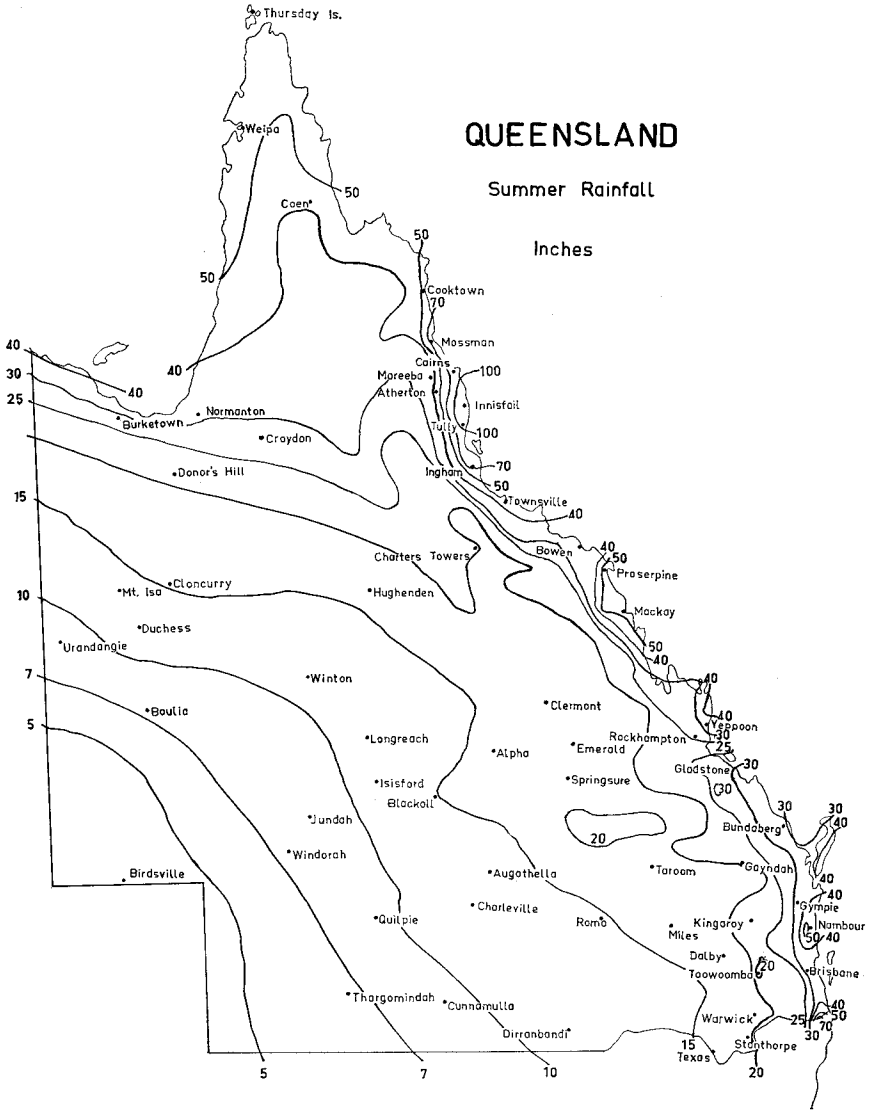 Thursday Is.
QUEENSLAND
Summer Rainfall
Inches
Weipa
50
Coen
50
50
Cooktown
70
Mossman
40
40
Cairns
100
30
Mareeba
40
Atherton
25
Innisfail
Normanton
Burketown
Tully
100
Croydon
70
Donor's Hill
Ingham
50
15
Townsville
40
Charters Towers
Bowen
40
50
Proserpine
Cloncurry
Mt. Isa
Hughenden
10
Mackay
Duchess
Urandangie
50
40
7
Winton
40
Boulia
Clermont
40
5
Yeppoon
Longreach
Rockhampton
30
Alpha
Emerald
25
Gladstone
30
Isisford
Springsure
30
Blackall
30
30
Jundah
Bundaberg
40
20
Windorah
Birdsville
Augathella
Taroom
Gayndah
40
40
Charleville
Gympie
Quilpie
Roma
Kingaroy
Nambour
Miles
50
40
Dalby
20
Toowoomba
Brisbane
Thargomindah
Cunnamulla
40
Warwick
25
50
Dirranbandi
70
15
Stanthorpe
30
Texas
5
7
10
20